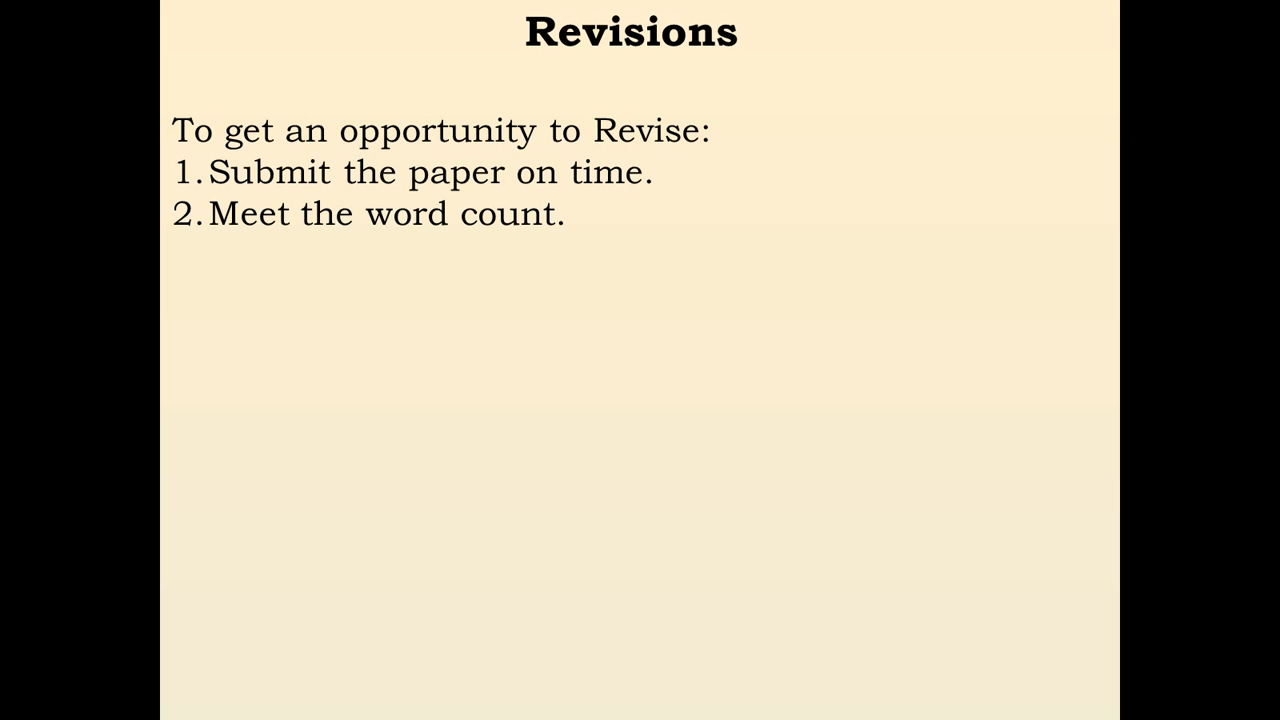 Revisions
To get an opportunity to Revise:
1. Submit the paper on time.
2. Meet the word count.